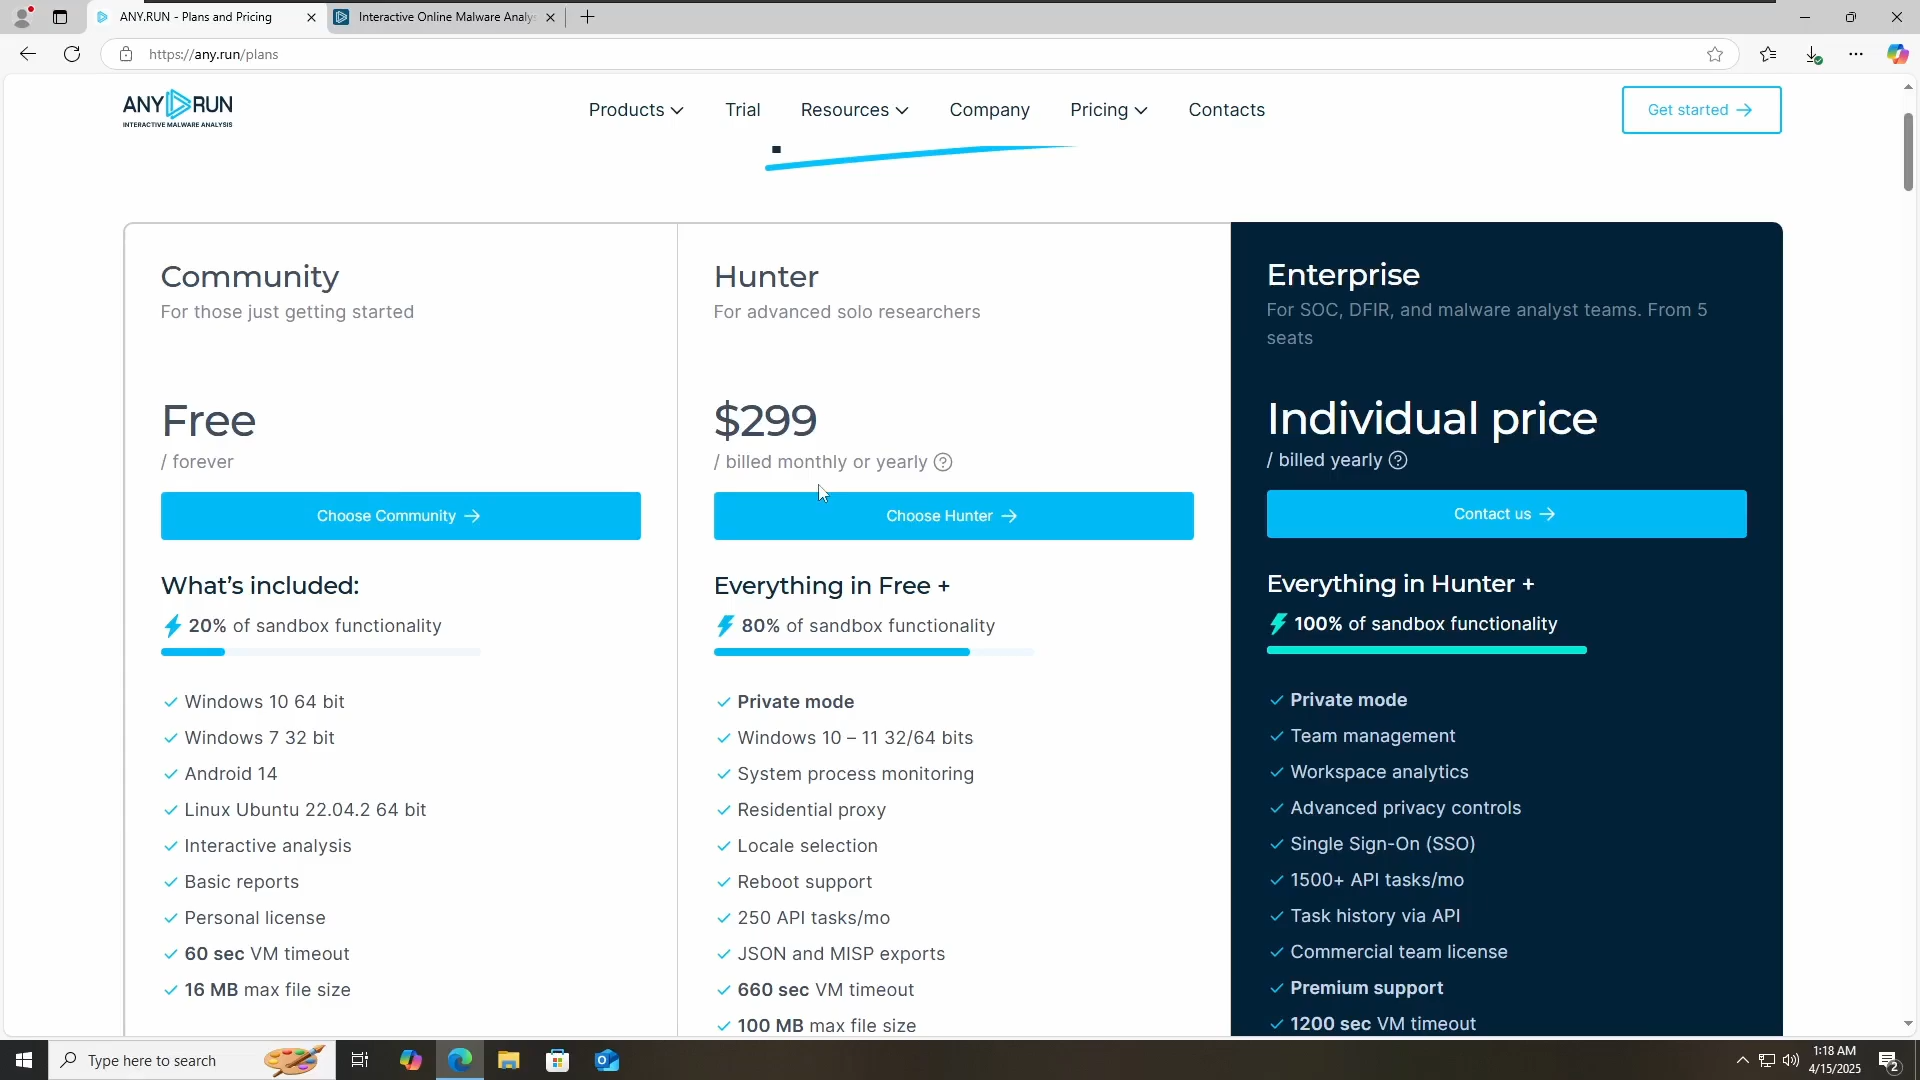 ANY.RUN - Plans and Pricing
Interactive Online Malware Analys
https://any.run/plans
ANY RUN
INTERACTIVE MALWARE ANALYSIS
Products
Trial
Resources
Company
Pricing
Contacts
Get started →
Community
For those just getting started
Free
/ forever
Choose Community →
What's included:
20% of sandbox functionality
Windows 10 64 bit
Windows 7 32 bit
Android 14
Linux Ubuntu 22.04.2 64 bit
Interactive analysis
Basic reports
Personal license
60 sec VM timeout
16 MB max file size
Hunter
For advanced solo researchers
$299
/ billed monthly or yearly ?
Choose Hunter →
Everything in Free +
80% of sandbox functionality
Private mode
Windows 10 – 11 32/64 bits
System process monitoring
Residential proxy
Locale selection
Reboot support
250 API tasks/mo
JSON and MISP exports
660 sec VM timeout
100 MB max file size
Enterprise
For SOC, DFIR, and malware analyst teams. From 5
seats
Individual price
/ billed yearly ?
Contact us →
Everything in Hunter +
100% of sandbox functionality
Private mode
Team management
Workspace analytics
Advanced privacy controls
Single Sign-On (SSO)
1500+ API tasks/mo
Task history via API
Commercial team license
Premium support
1200 sec VM timeout
Type here to search
1:18 AM
4/15/2025
2